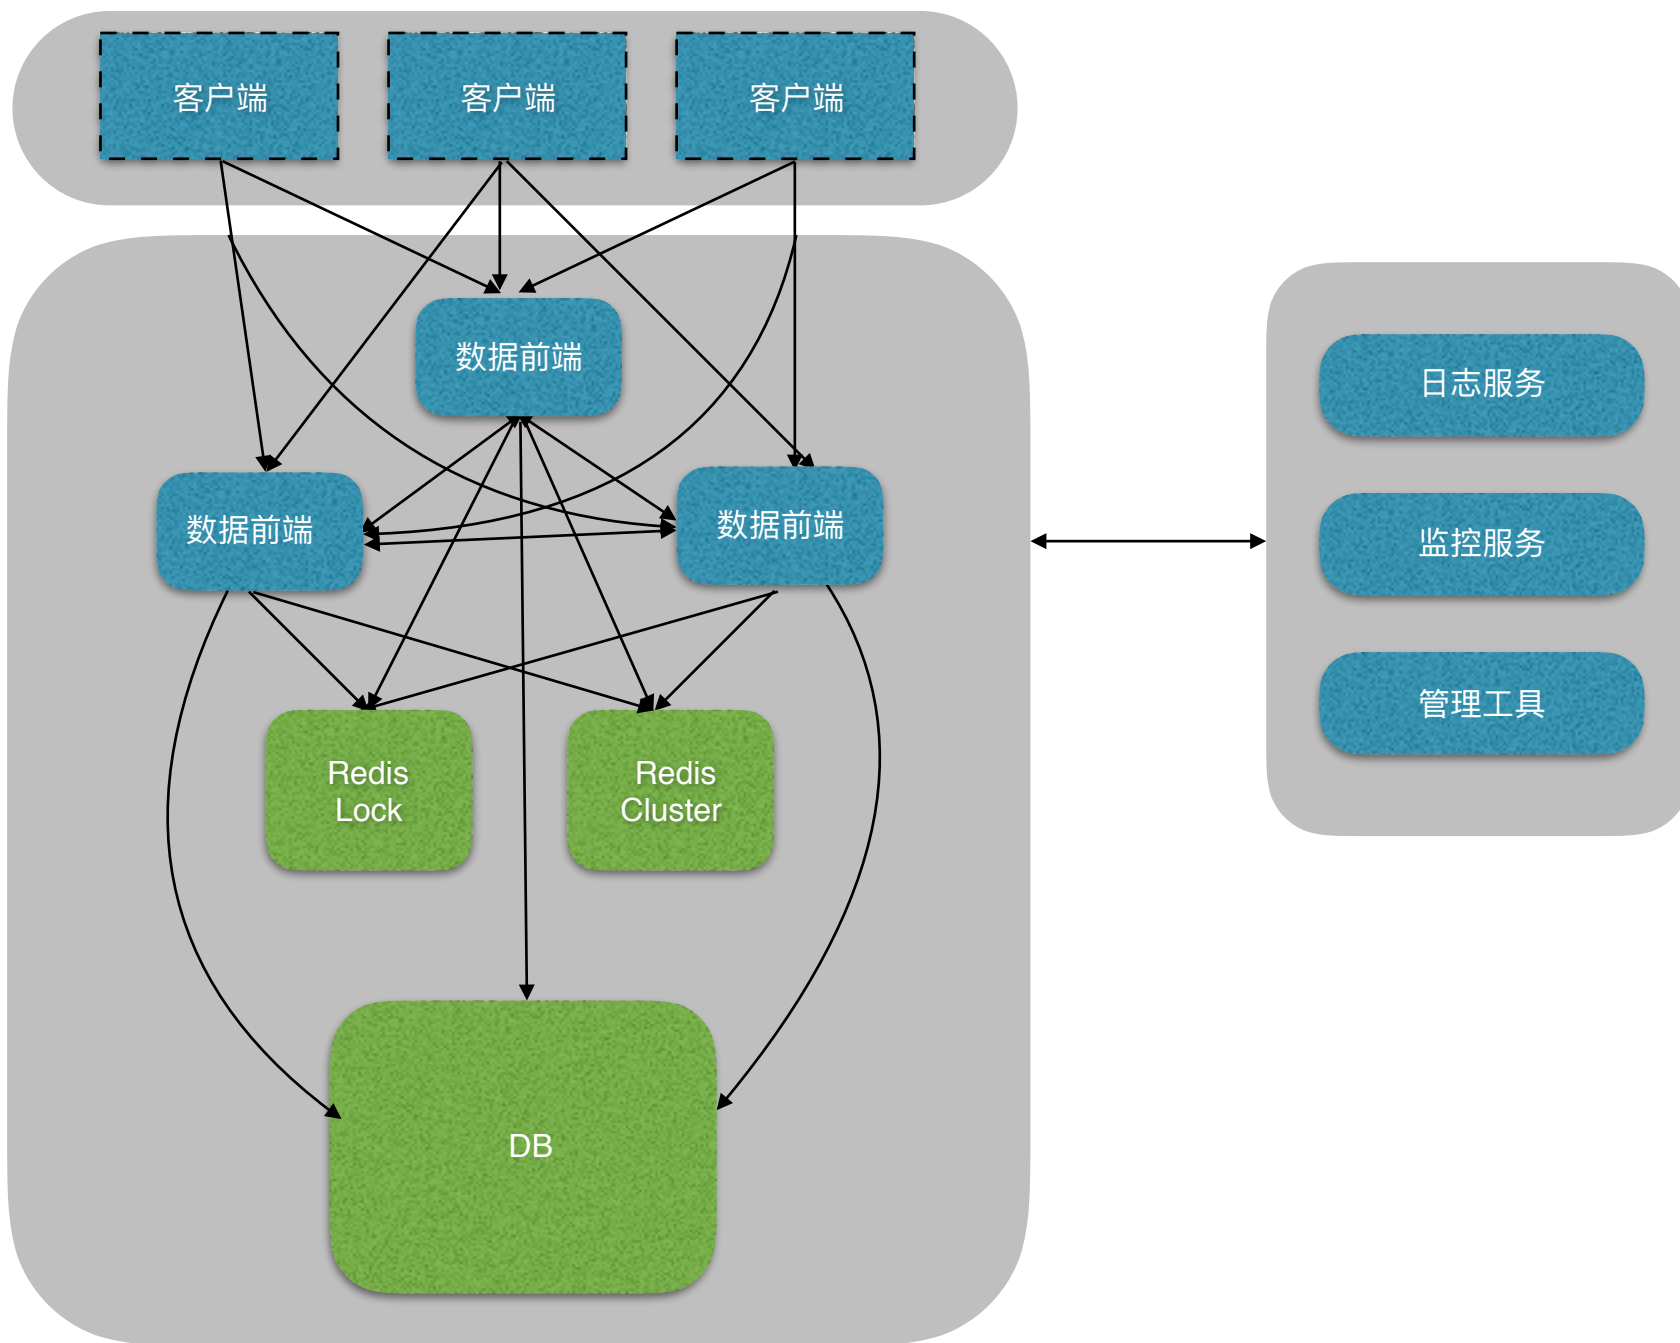 客户端
客户端
客户端
数据前端
数据前端
数据前端
Redis
Lock
Redis
Cluster
DB
日志服务
监控服务
管理工具